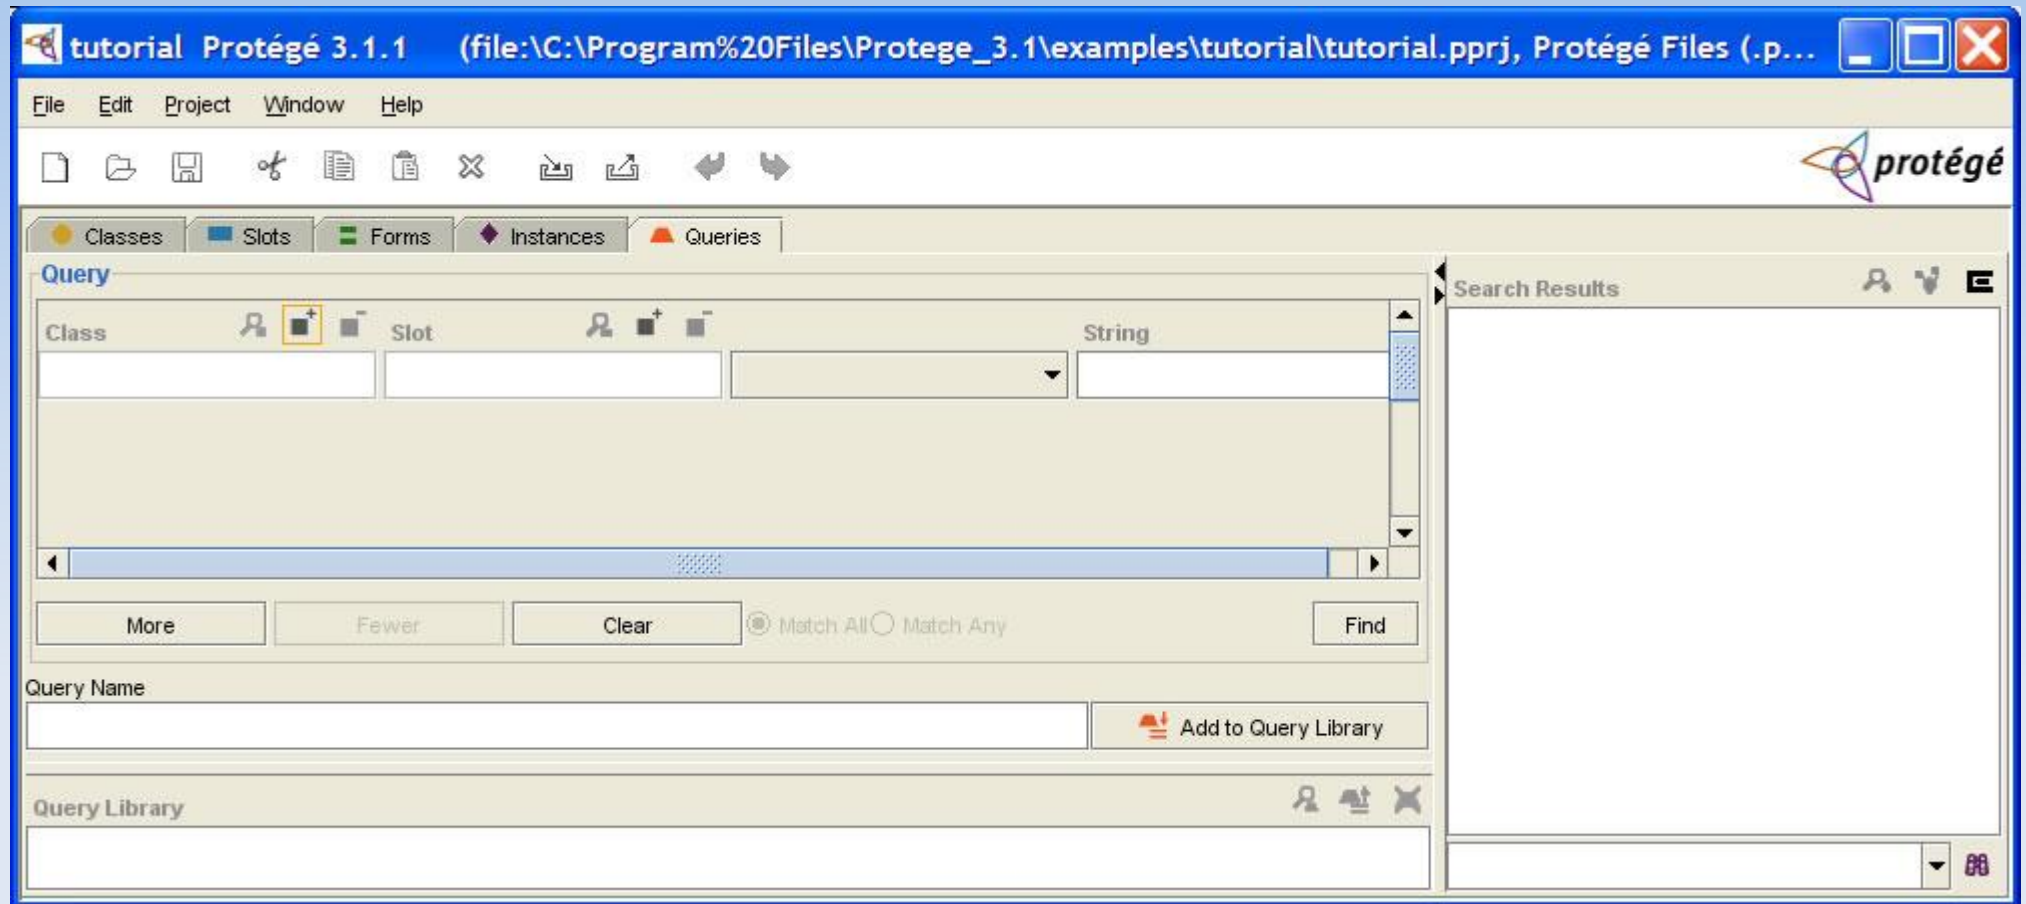 tutorial Protégé 3.1.1 (file:\C:\Program%20Files\Protege_3.1\examples\tutorial\tutorial.pprj, Protégé Files (.p...
File Edit Project Window Help
protégé
Classes Slots Forms Instances Queries
Query
Search Results
Class Slot String
More Fewer Clear Match All Match Any Find
Query Name
Add to Query Library
Query Library